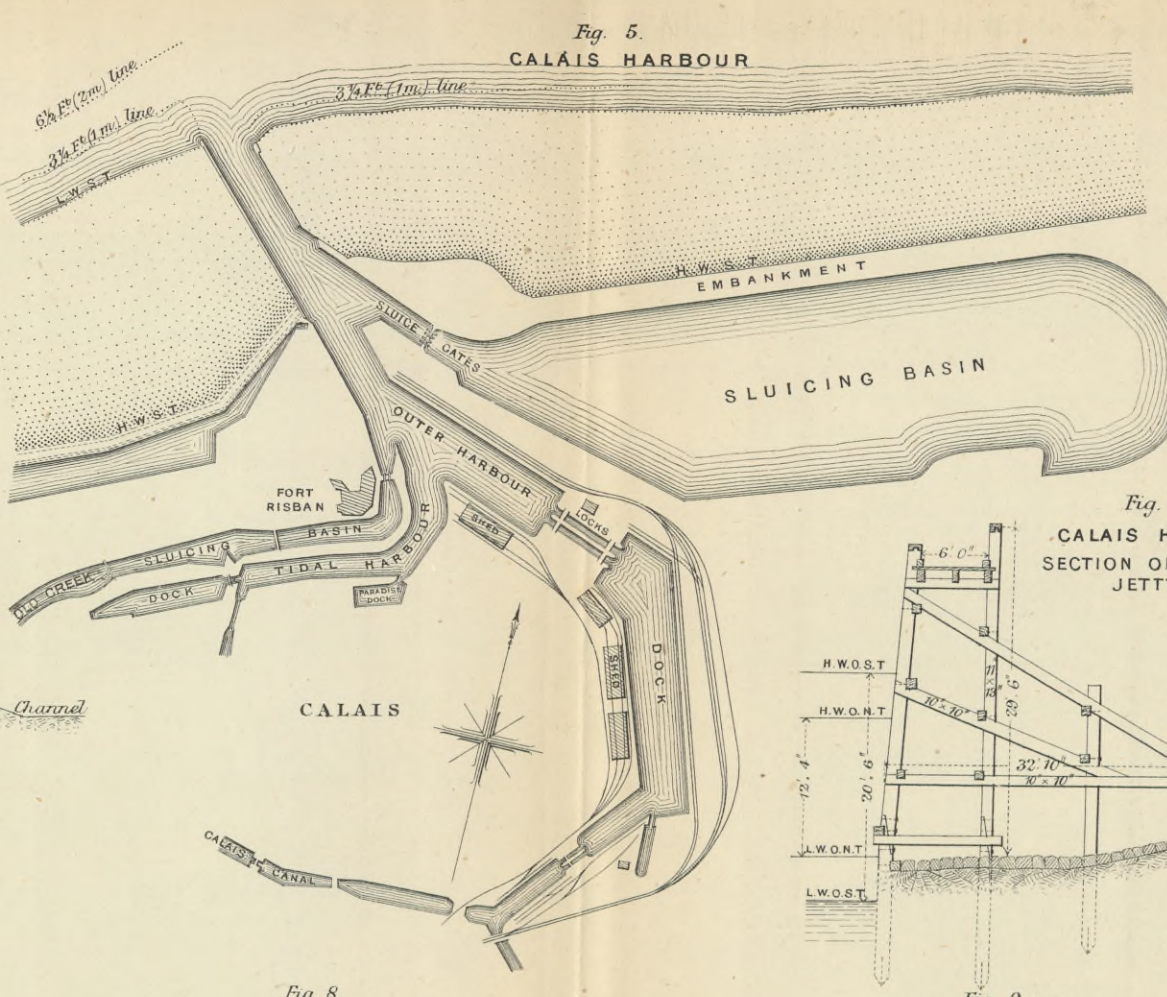 Fig. 5.
CALAIS HARBOUR
6½ Ft (2m) line
3¼ Ft (1m) line
3¼ Ft (1m) line
L.W.S.T.
H.W.S.T.
EMBANKMENT
SLUICE GATES
SLUICING BASIN
H.W.S.T.
OUTER HARBOUR
FORT
RISBAN
SHED
LOCKS
OLD CREEK
SLUICING BASIN
TIDAL HARBOUR
DOCK
PARADISE
DOCK
SHED
DOCK
Channel
CALAIS
CALAIS CANAL
Fig.
CALAIS H
SECTION O
JETT
6' 0"
H.W.O.S.T
11" × 13"
29' 6"
10" × 10"
H.W.O.N.T
32' 10"
10" × 10"
12'. 4"
20'. 6"
L.W.O.N.T
L.W.O.S.T
Fig. 8.